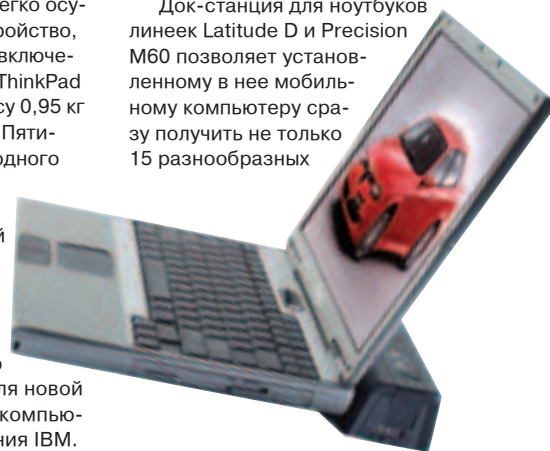 егко осу-
ройство,
включе-
ThinkPad
су 0,95 кг
Пяти-
одного
й
ля новой
компью-
ния IBM.
Док-станция для ноутбуков
линеек Latitude D и Precision
M60 позволяет установ-
ленному в нее мобиль-
ному компьютеру сра-
зу получить не только
15 разнообразных